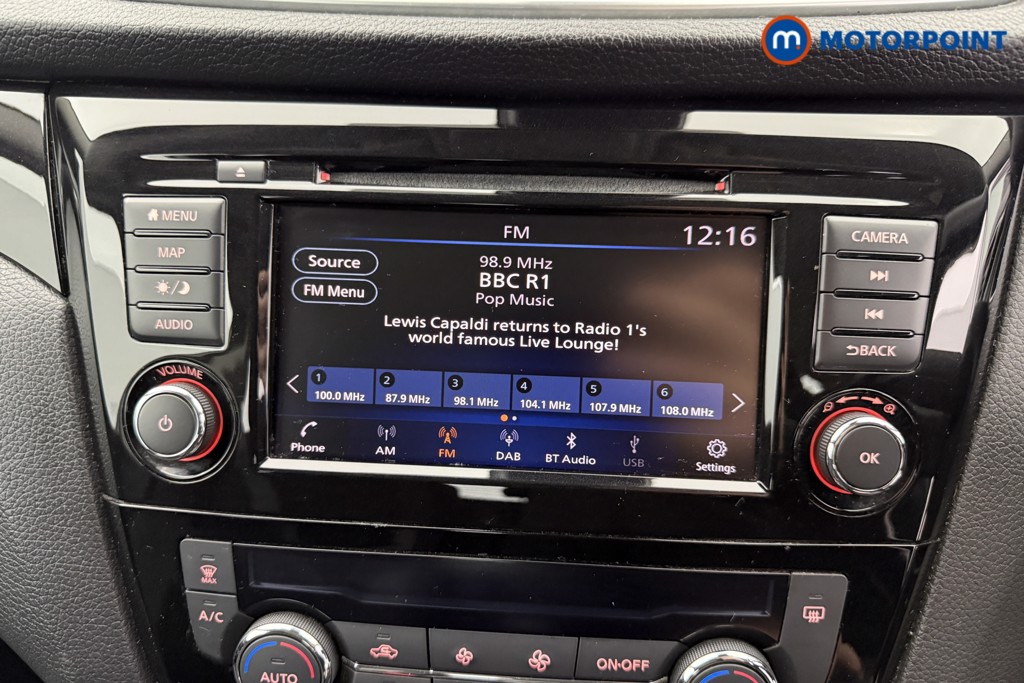 m MOTORPOINT
MENU
MAP
AUDIO
VOLUME
FM
12:16
Source
FM Menu
98.9 MHz
BBC R1
Pop Music
Lewis Capaldi returns to Radio 1's
world famous Live Lounge!
1 2 3 4 5 6
100.0 MHz 87.9 MHz 98.1 MHz 104.1 MHz 107.9 MHz 108.0 MHz
Phone AM FM DAB BT Audio USB Settings
CAMERA
BACK
OK
MAX
A/C
AUTO
ON·OFF